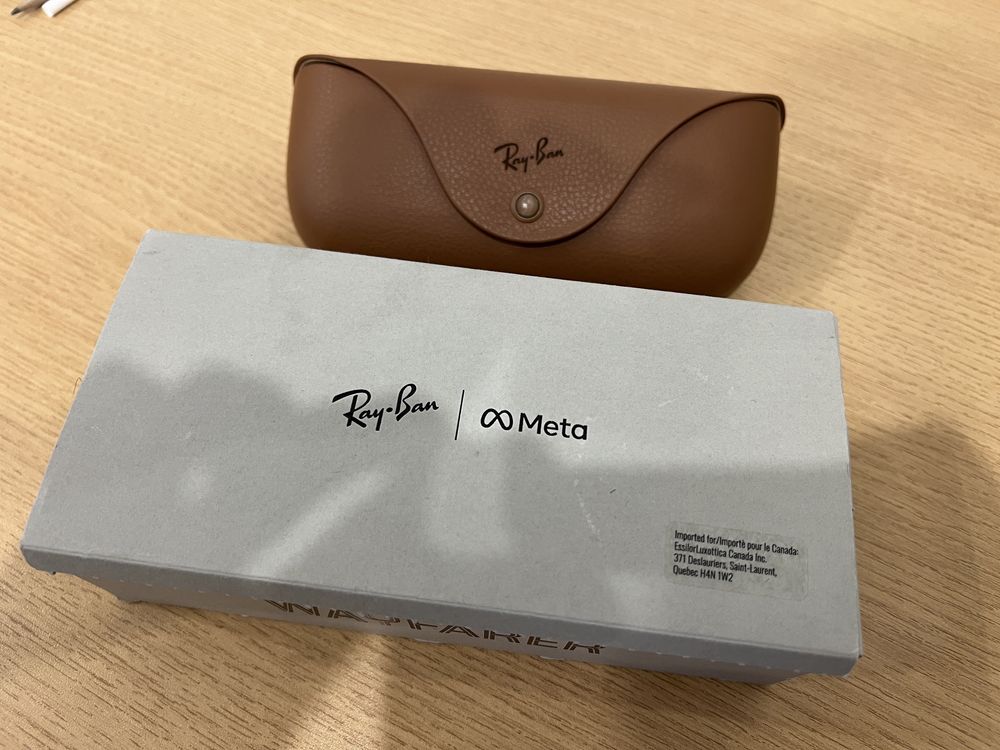 Ray-Ban
Ray-Ban | ∞ Meta
Imported for/Importé pour le Canada:
EssilorLuxottica Canada Inc.
371 Deslauriers, Saint-Laurent,
Quebec H4N 1W2
WAYFARER